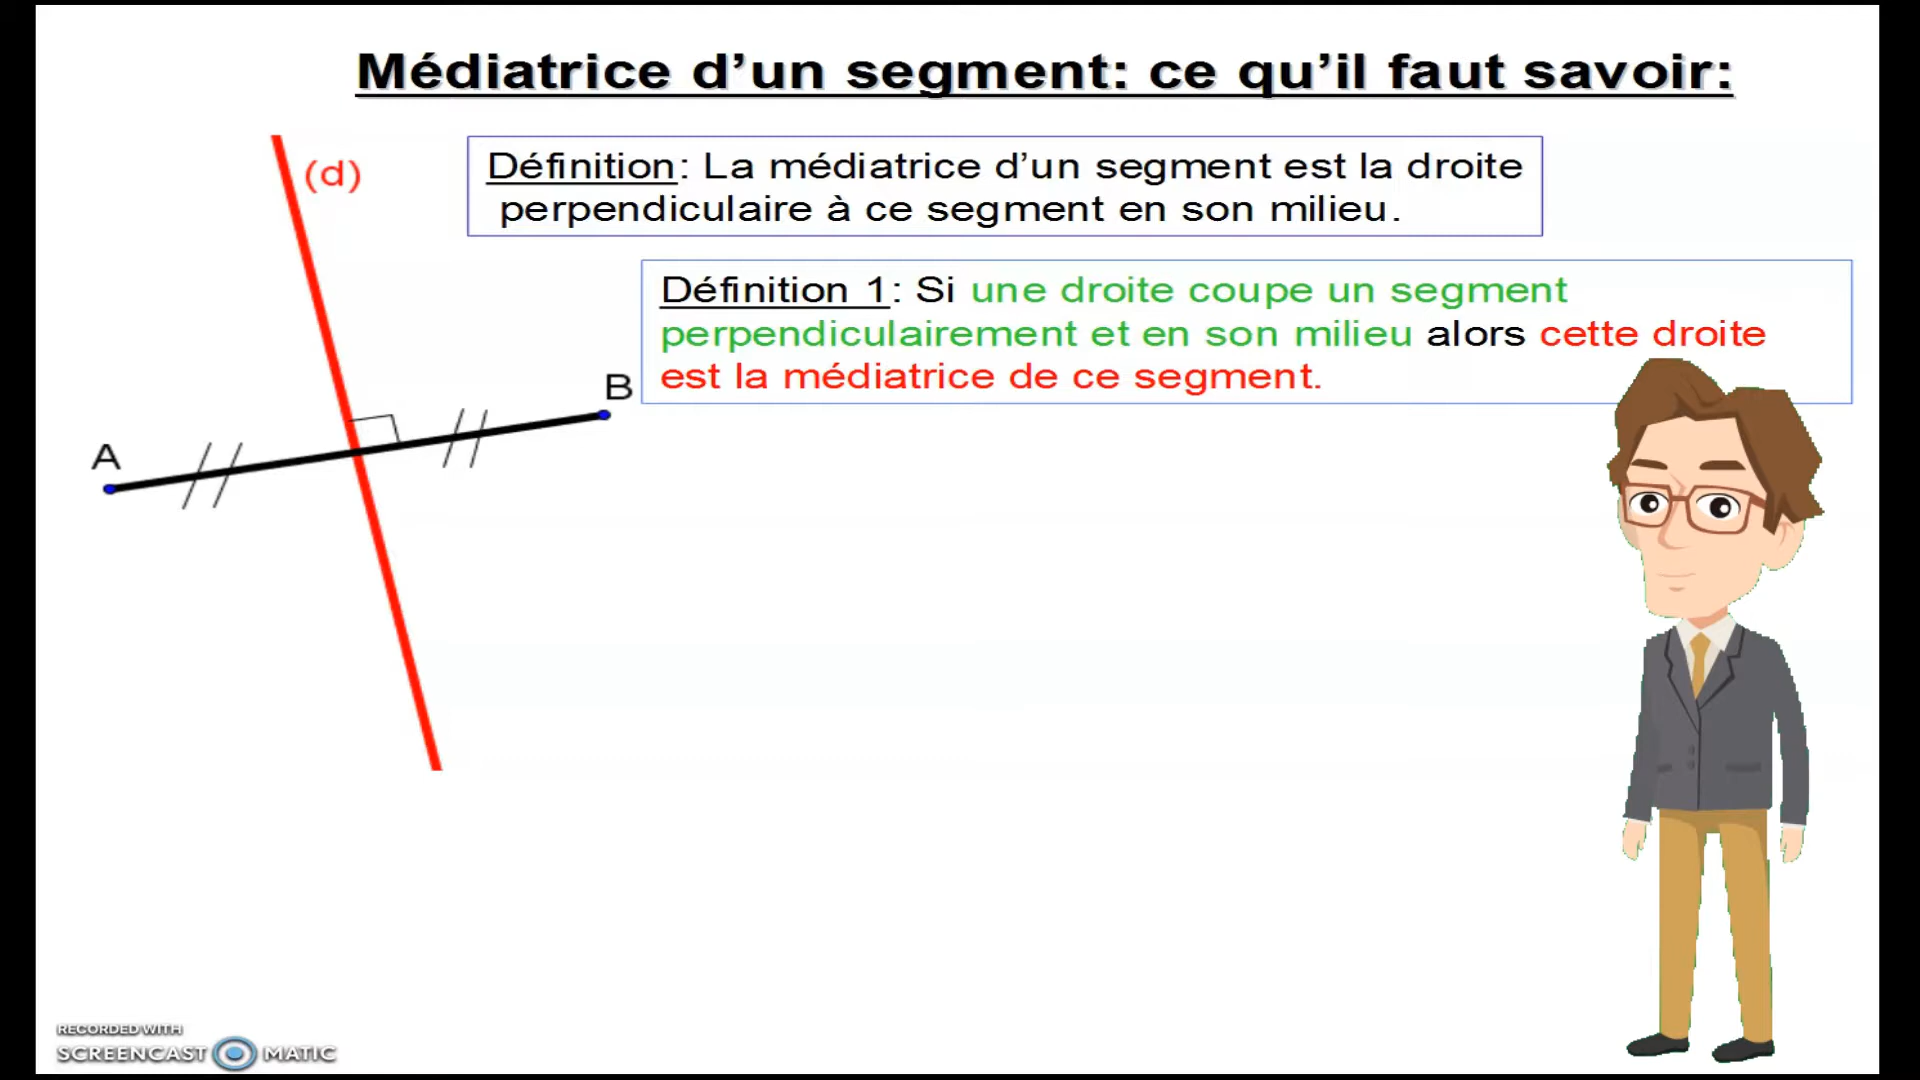 Médiatrice d’un segment: ce qu’il faut savoir:
(d)
Définition: La médiatrice d’un segment est la droite
perpendiculaire à ce segment en son milieu.
Définition 1: Si une droite coupe un segment
perpendiculairement et en son milieu alors cette droite
est la médiatrice de ce segment.
B
A
RECORDED WITH
SCREENCAST MATIC